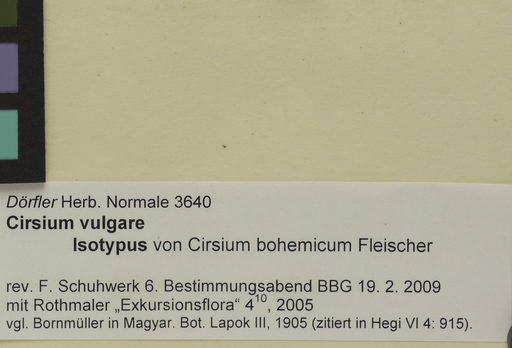 Dörfler Herb. Normale 3640
Cirsium vulgare
Isotypus von Cirsium bohemicum Fleischer
rev. F. Schuhwerk 6. Bestimmungsabend BBG 19. 2. 2009
mit Rothmaler „Exkursionsflora“ 4¹⁰, 2005
vgl. Bornmüller in Magyar. Bot. Lapok III, 1905 (zitiert in Hegi VI 4: 915).